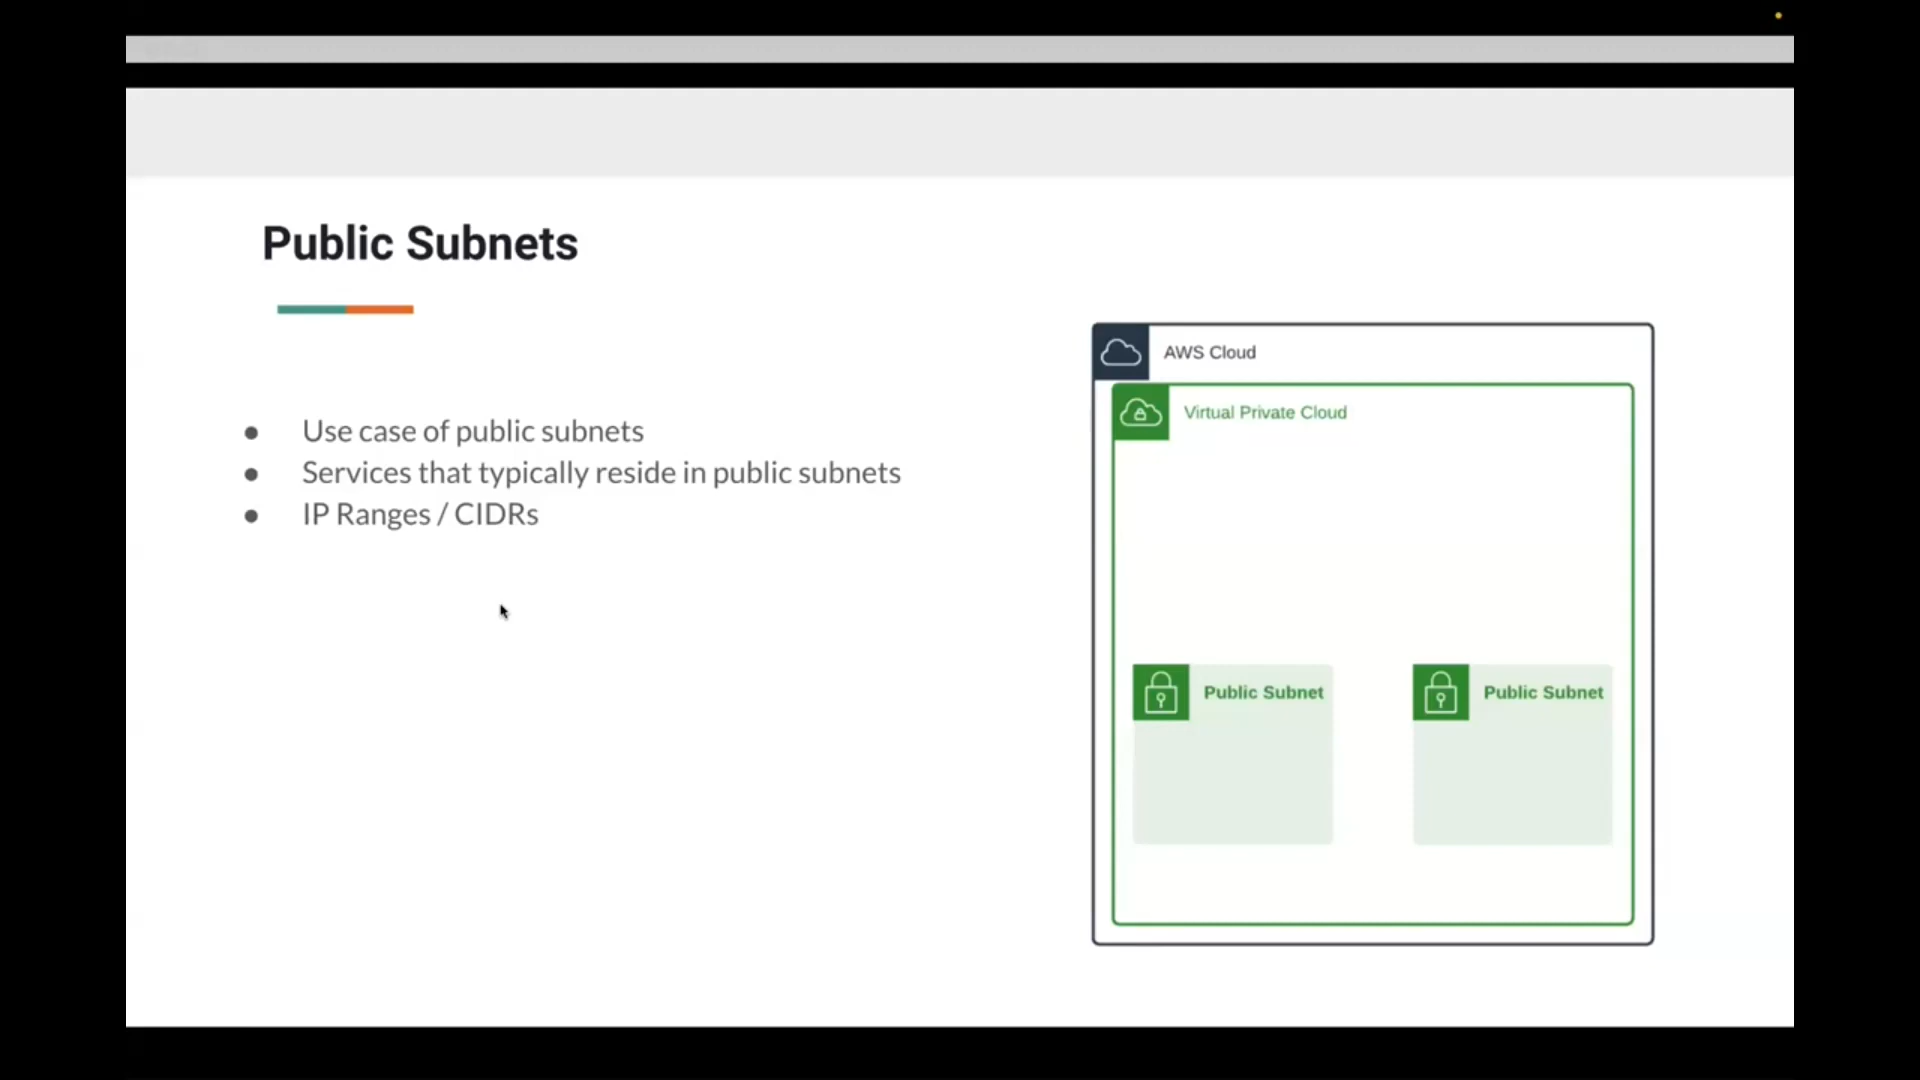 Public Subnets
● Use case of public subnets
● Services that typically reside in public subnets
● IP Ranges / CIDRs
AWS Cloud
Virtual Private Cloud
Public Subnet
Public Subnet